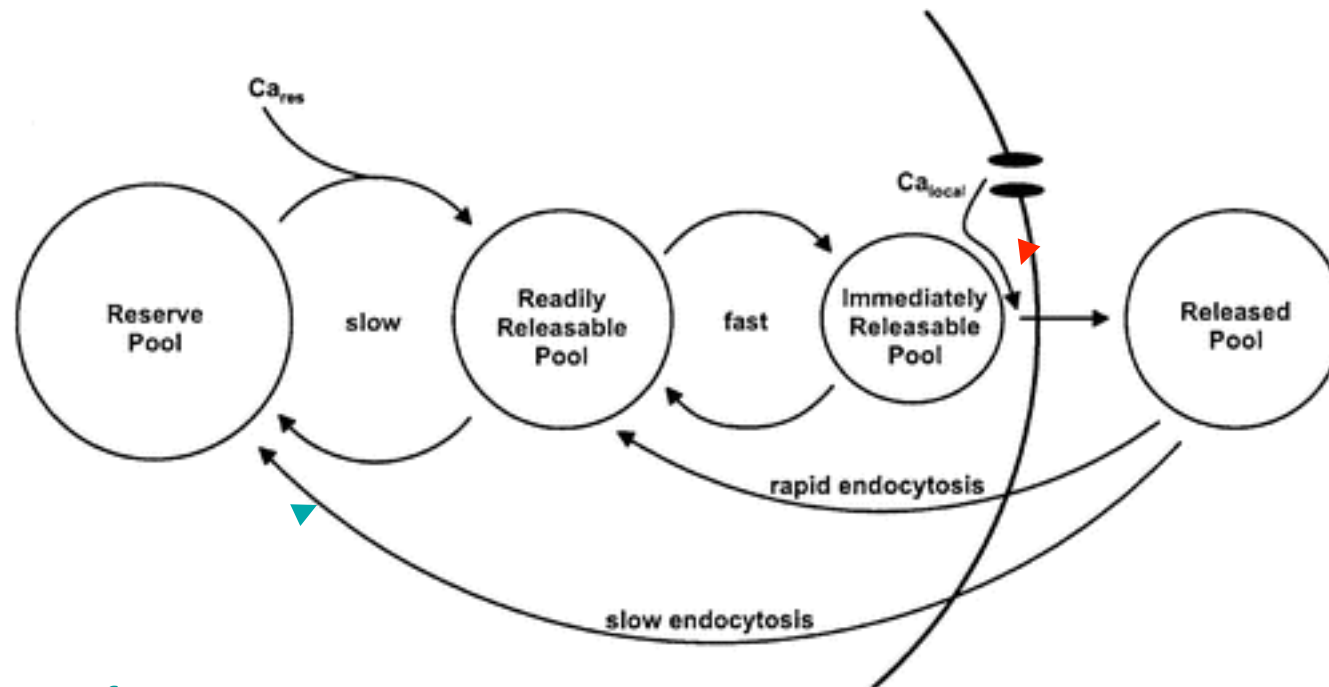 Ca_res
Ca_local
Reserve
Pool
slow
Readily
Releasable
Pool
fast
Immediately
Releasable
Pool
Released
Pool
rapid endocytosis
slow endocytosis